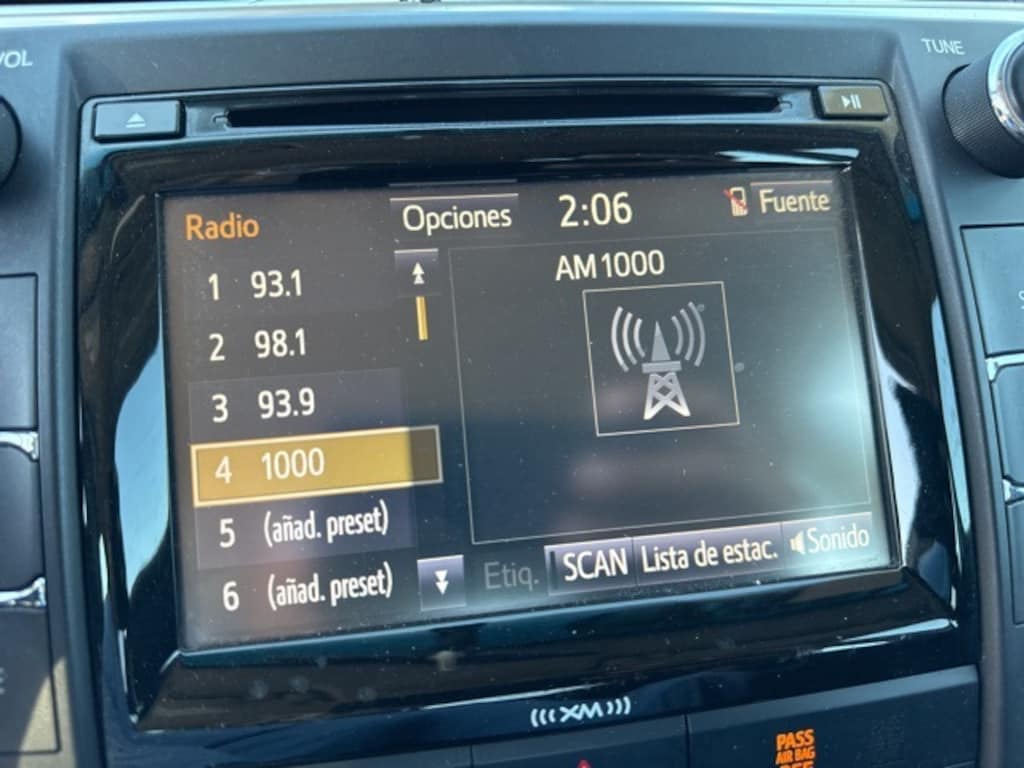 VOL
TUNE
Radio
Opciones
2:06
Fuente
1 93.1
AM 1000
2 98.1
3 93.9
4 1000
5 (añad. preset)
6 (añad. preset)
Etiq.
SCAN
Lista de estac.
Sonido
XM
PASS
AIR BAG
OFF